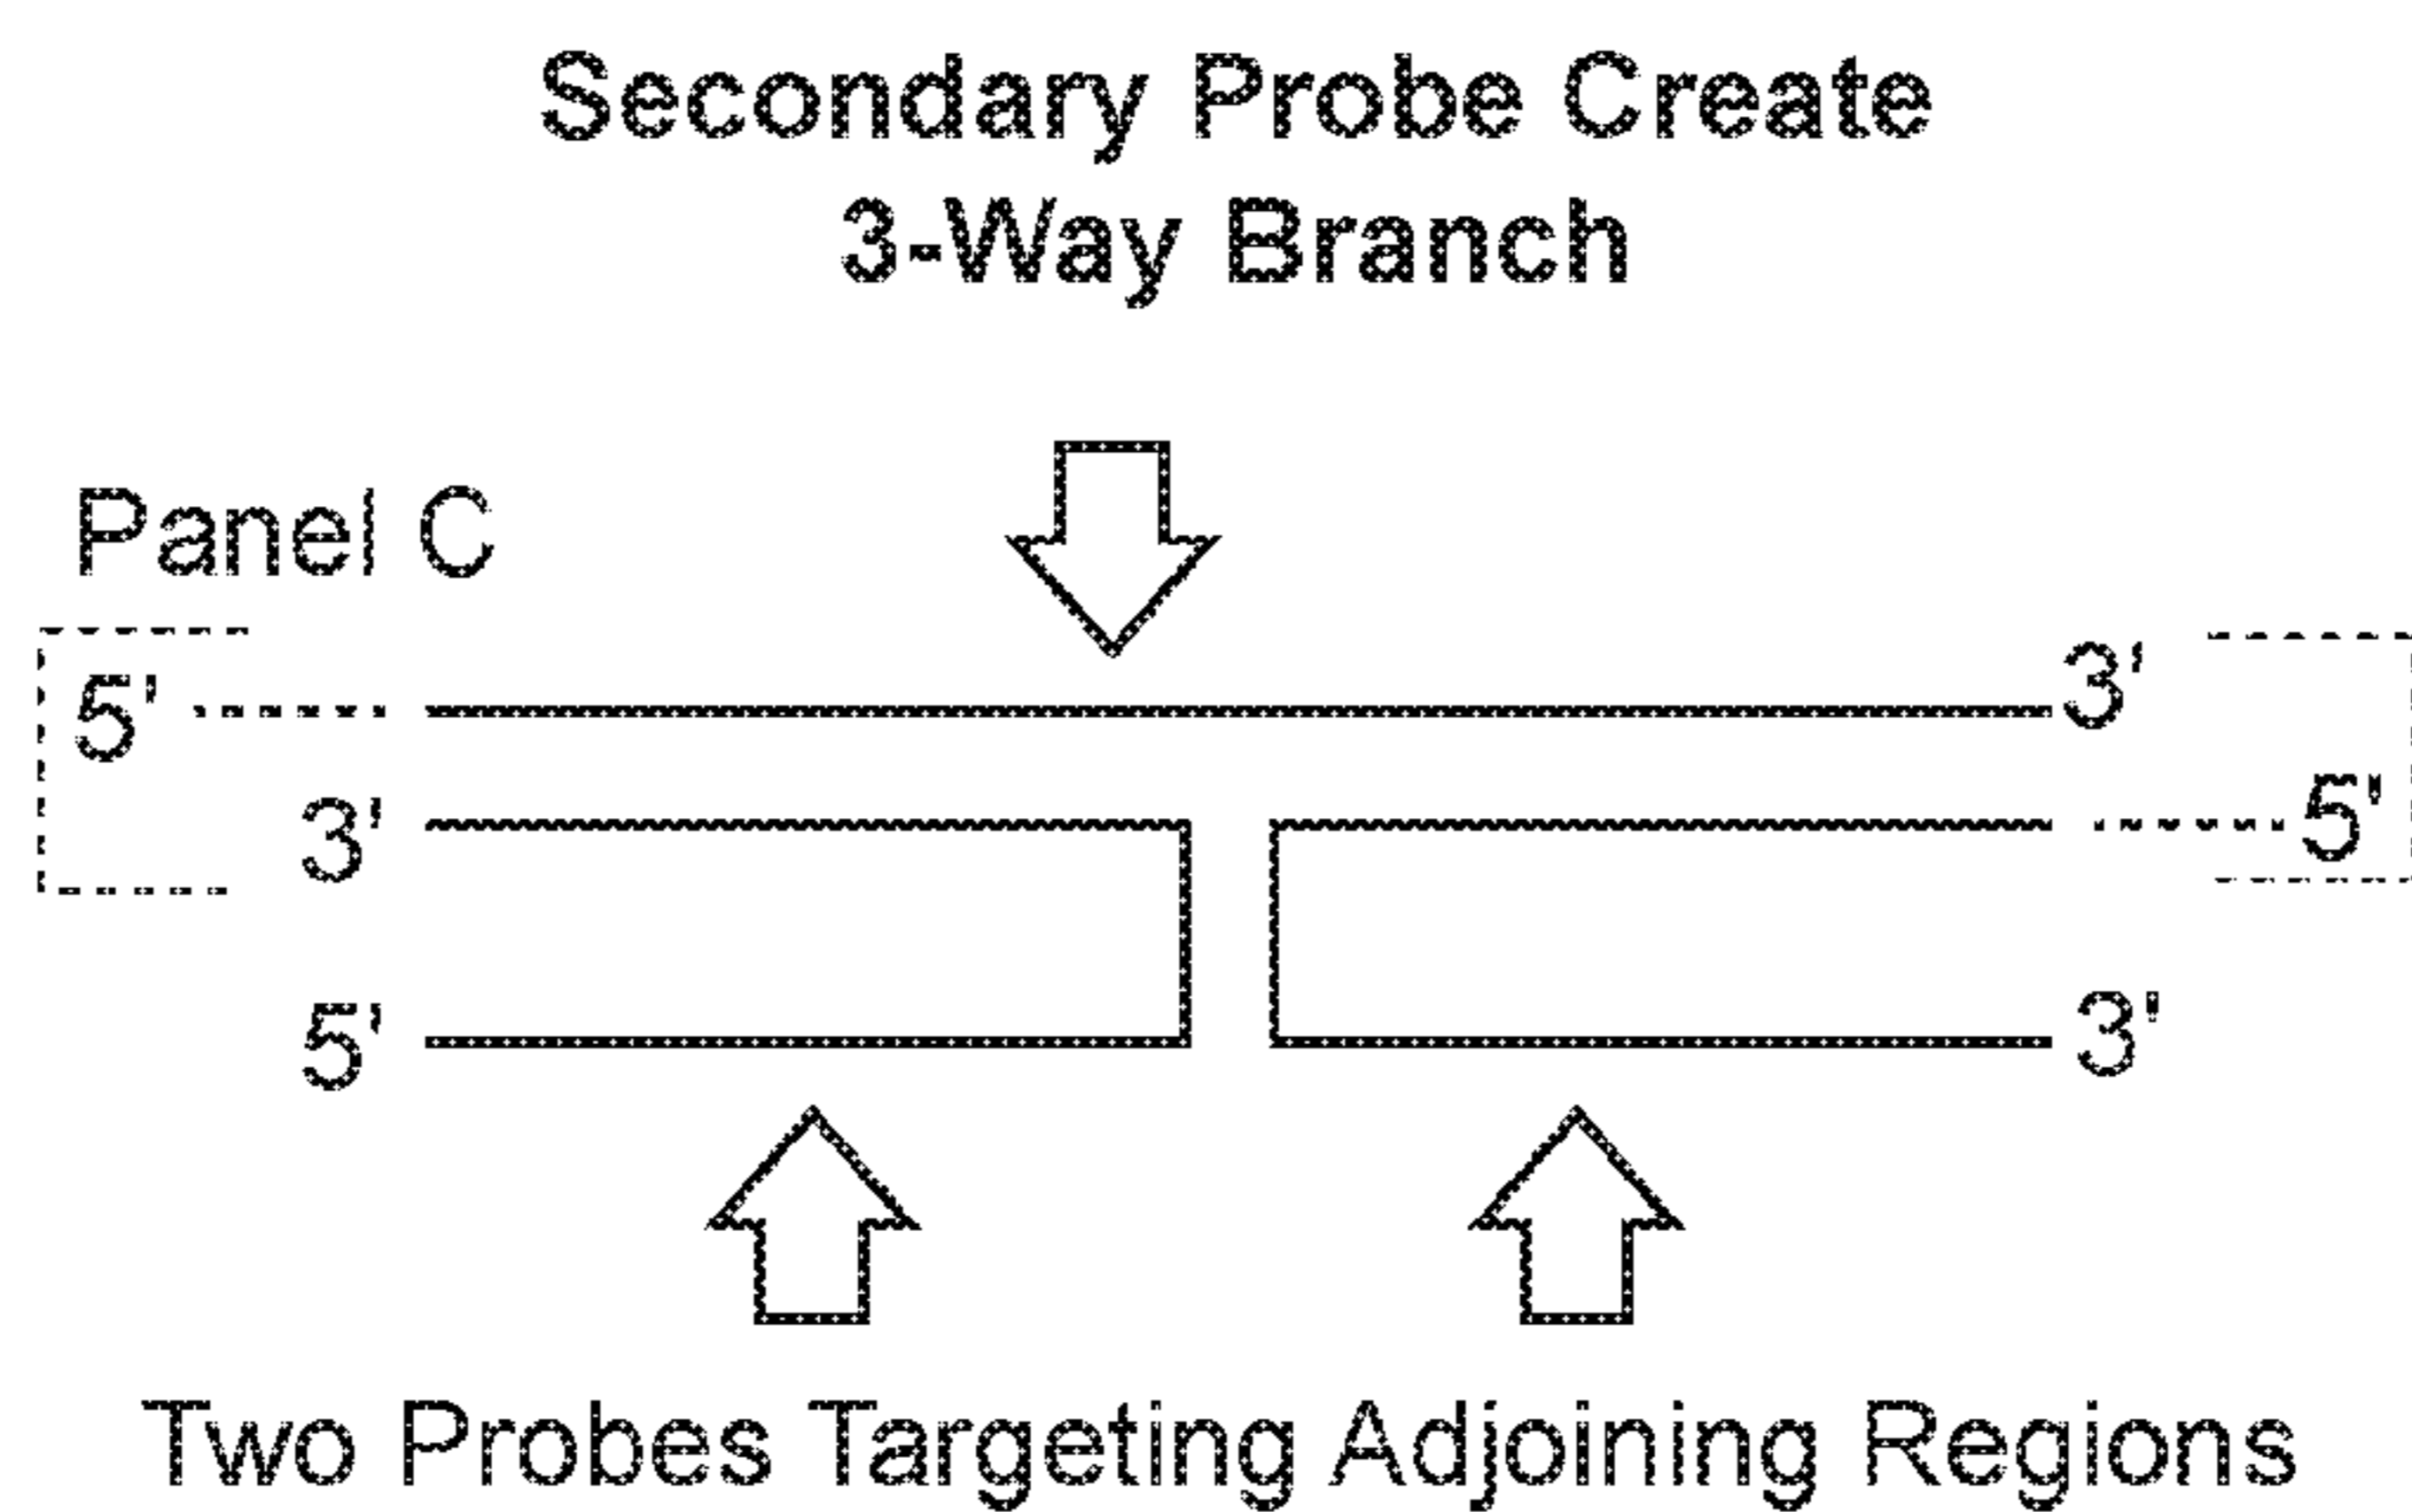 Secondary Probe Create
3-Way Branch
Panel C
5' 3'
3' 5'
5' 3'
Two Probes Targeting Adjoining Regions